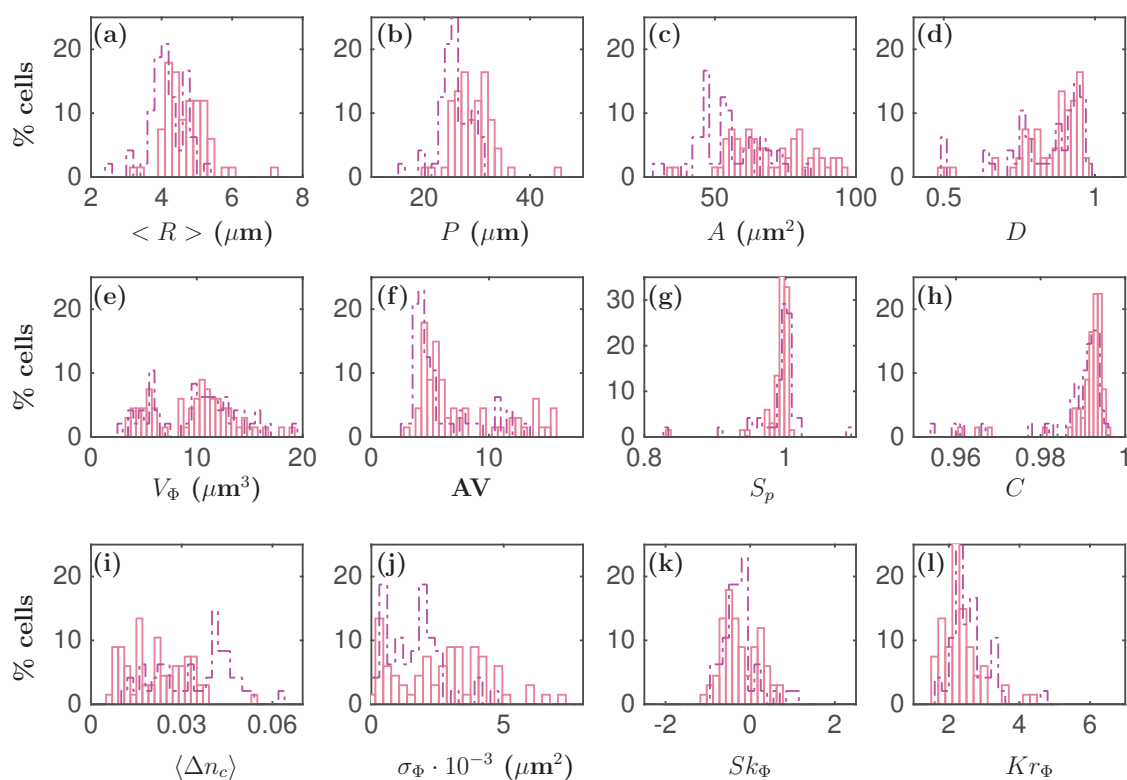 (a) (b) (c) (d)
% cells
20
10
0
20
10
0
20
10
0
20
10
0
2 4 6 8
20 40
50 100
0.5 1
< R > (μm)
P (μm)
A (μm²)
D
(e) (f) (g) (h)
% cells
20
10
0
20
10
0
30
20
10
0
20
10
0
0 10 20
0 10
0.8 1
0.96 0.98 1
V_Φ (μm³)
AV
S_p
C
(i) (j) (k) (l)
% cells
20
10
0
20
10
0
20
10
0
20
10
0
0 0.03 0.06
0 5
-2 0 2
2 4 6
⟨Δn_c⟩
σ_Φ · 10⁻³ (μm²)
Sk_Φ
Kr_Φ